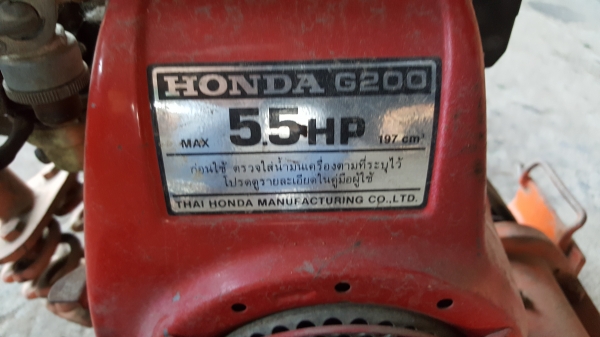 HONDA G200
MAX 5.5HP 197 cm³
ก่อนใช้ ตรวจใส่น้ำมันเครื่องตามที่ระบุไว้
โปรดดูรายละเอียดในคู่มือผู้ใช้
THAI HONDA MANUFACTURING CO.,LTD.